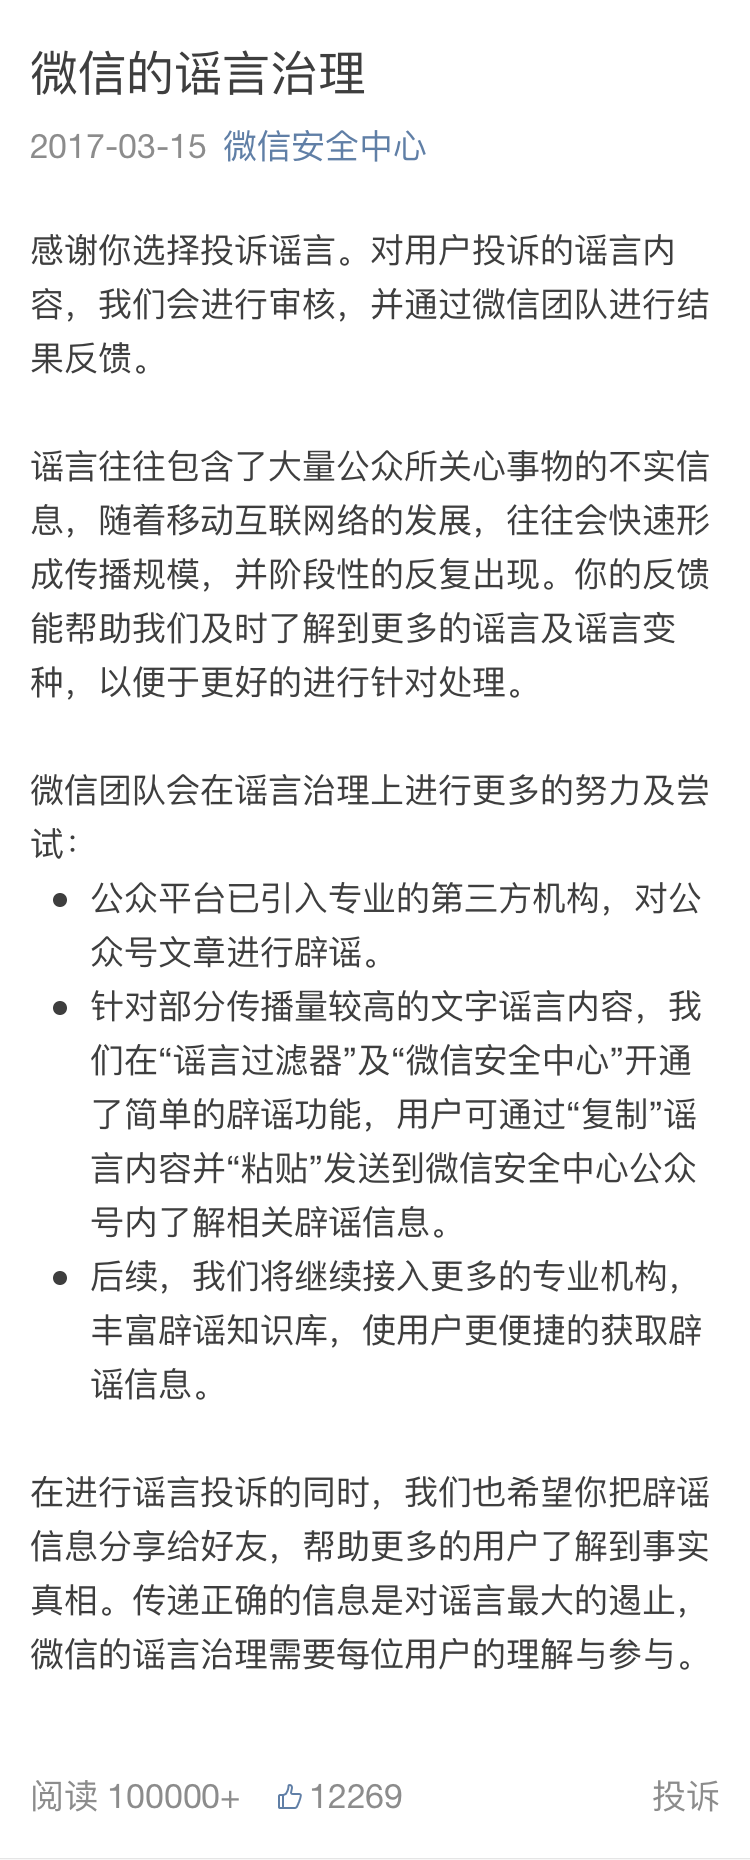 微信的谣言治理
2017-03-15 微信安全中心
感谢你选择投诉谣言。对用户投诉的谣言内
容，我们会进行审核，并通过微信团队进行结
果反馈。
谣言往往包含了大量公众所关心事物的不实信
息，随着移动互联网络的发展，往往会快速形
成传播规模，并阶段性的反复出现。你的反馈
能帮助我们及时了解到更多的谣言及谣言变
种，以便于更好的进行针对处理。
微信团队会在谣言治理上进行更多的努力及尝
试：
● 公众平台已引入专业的第三方机构，对公
众号文章进行辟谣。
● 针对部分传播量较高的文字谣言内容，我
们在“谣言过滤器”及“微信安全中心”开通
了简单的辟谣功能，用户可通过“复制”谣
言内容并“粘贴”发送到微信安全中心公众
号内了解相关辟谣信息。
● 后续，我们将继续接入更多的专业机构，
丰富辟谣知识库，使用户更便捷的获取辟
谣信息。
在进行谣言投诉的同时，我们也希望你把辟谣
信息分享给好友，帮助更多的用户了解到事实
真相。传递正确的信息是对谣言最大的遏止，
微信的谣言治理需要每位用户的理解与参与。
阅读 100000+ 12269 投诉